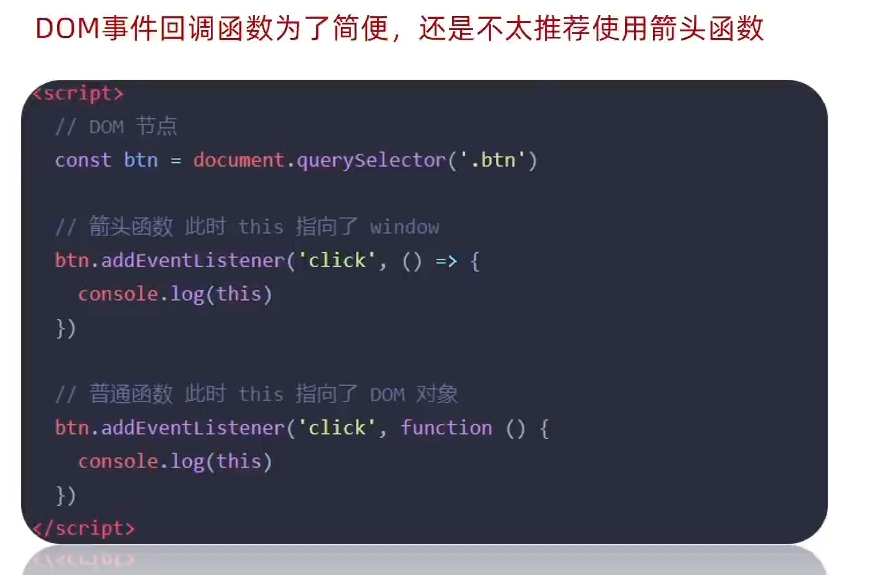 DOM事件回调函数为了简便，还是不太推荐使用箭头函数
<script>
// DOM 节点
const btn = document.querySelector('.btn')
// 箭头函数 此时 this 指向了 window
btn.addEventListener('click', () => {
console.log(this)
})
// 普通函数 此时 this 指向了 DOM 对象
btn.addEventListener('click', function () {
console.log(this)
})
</script>